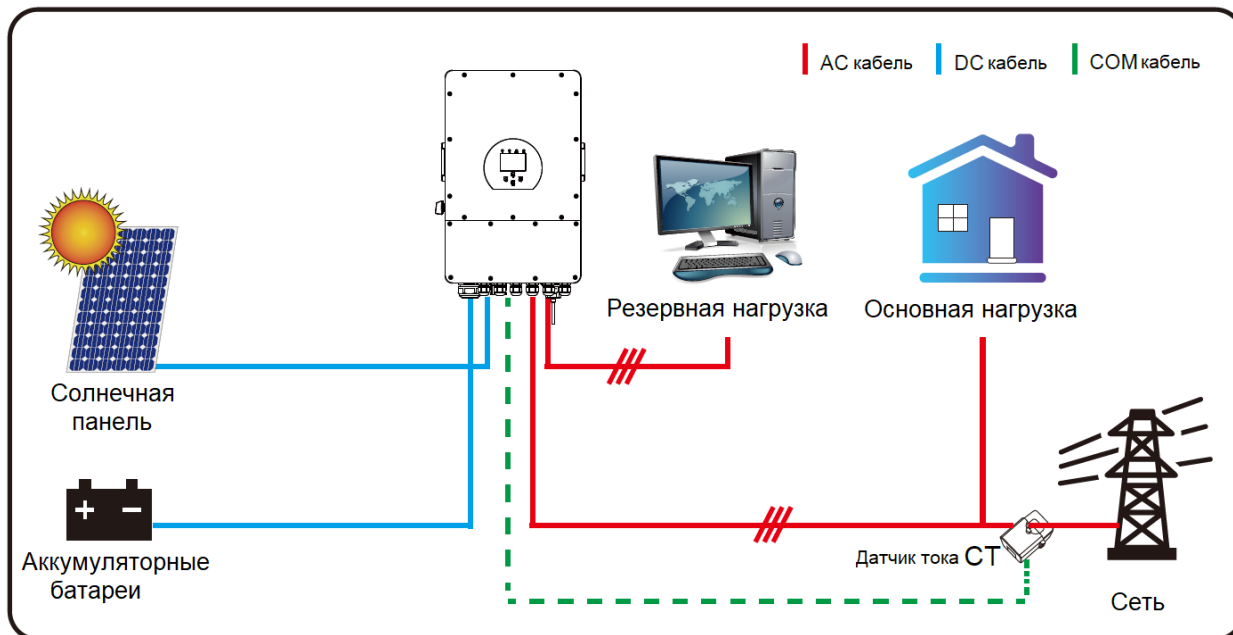 AC кабель
DC кабель
COM кабель
Резервная нагрузка
Основная нагрузка
Солнечная
панель
+ −
Аккумуляторные
батареи
Датчик тока CT
Сеть